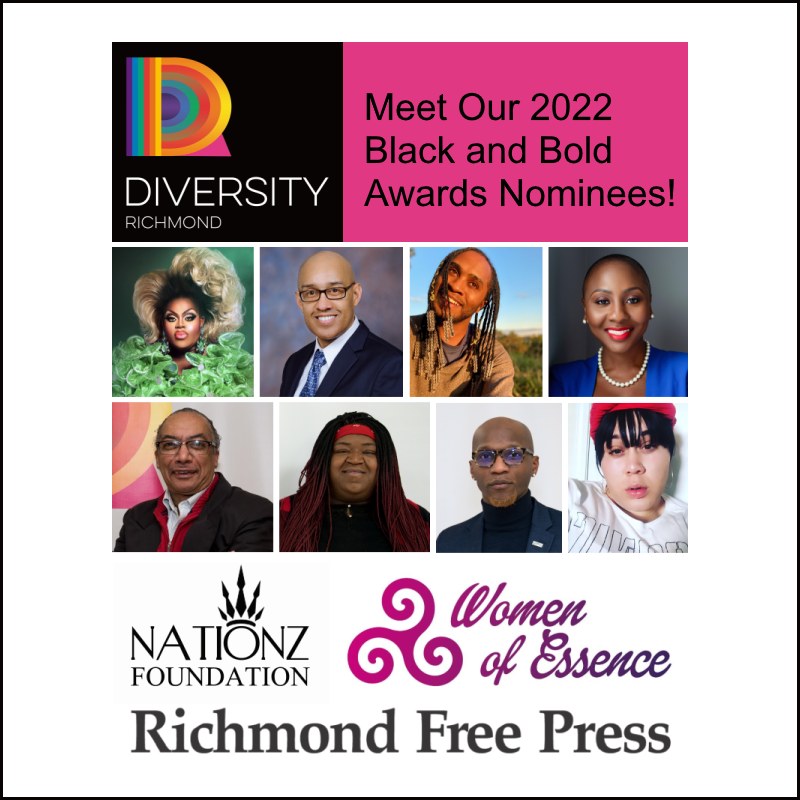 DIVERSITY
RICHMOND
Meet Our 2022
Black and Bold
Awards Nominees!
NATIONZ
FOUNDATION
Women
of Essence
Richmond Free Press